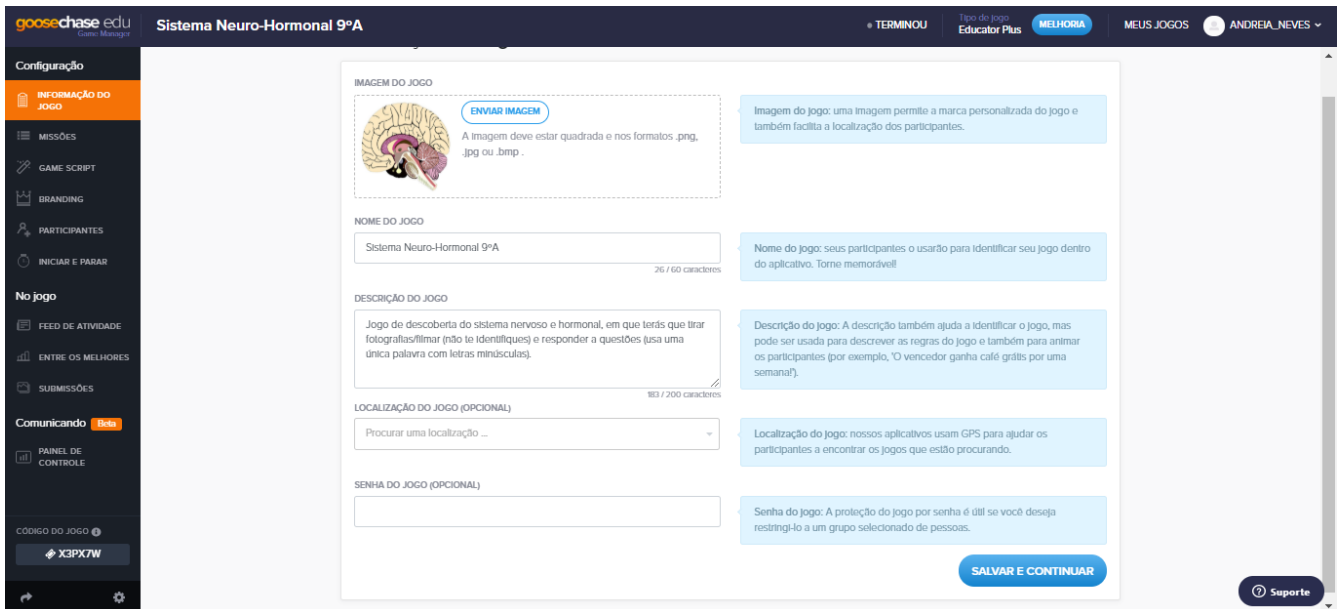 goosechase edu
Game Manager
Sistema Neuro-Hormonal 9ºA
TERMINOU
Tipo de jogo
Educator Plus
MELHORIA
MEUS JOGOS
ANDREIA_NEVES
Configuração
INFORMAÇÃO DO
JOGO
MISSÕES
GAME SCRIPT
BRANDING
PARTICIPANTES
INICIAR E PARAR
No jogo
FEED DE ATIVIDADE
ENTRE OS MELHORES
SUBMISSÕES
Comunicando Beta
PAINEL DE
CONTROLE
CÓDIGO DO JOGO
X3PX7W
IMAGEM DO JOGO
ENVIAR IMAGEM
A imagem deve estar quadrada e nos formatos .png,
.jpg ou .bmp .
Imagem do jogo: uma imagem permite a marca personalizada do jogo e
também facilita a localização dos participantes.
NOME DO JOGO
Sistema Neuro-Hormonal 9ºA
26 / 60 caracteres
Nome do jogo: seus participantes o usarão para identificar seu jogo dentro
do aplicativo. Torne memorável!
DESCRIÇÃO DO JOGO
Jogo de descoberta do sistema nervoso e hormonal, em que terás que tirar
fotografias/filmar (não te identifiques) e responder a questões (usa uma
única palavra com letras minúsculas).
183 / 200 caracteres
Descrição do jogo: A descrição também ajuda a identificar o jogo, mas
pode ser usada para descrever as regras do jogo e também para animar
os participantes (por exemplo, 'O vencedor ganha café grátis por uma
semana!').
LOCALIZAÇÃO DO JOGO (OPCIONAL)
Procurar uma localização ...
Localização do jogo: nossos aplicativos usam GPS para ajudar os
participantes a encontrar os jogos que estão procurando.
SENHA DO JOGO (OPCIONAL)
Senha do jogo: A proteção do jogo por senha é útil se você deseja
restringi-lo a um grupo selecionado de pessoas.
SALVAR E CONTINUAR
Suporte